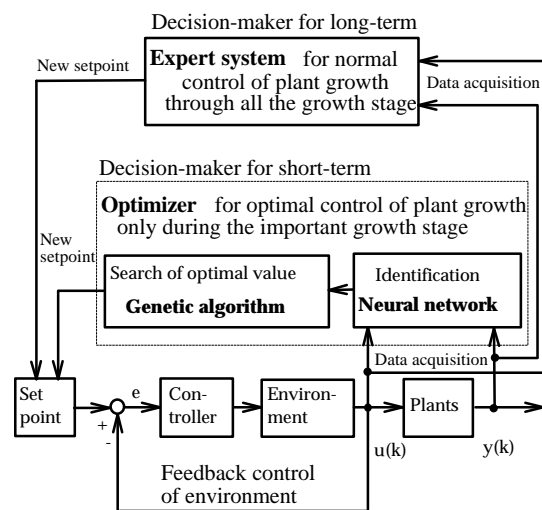 Decision-maker for long-term
Expert system for normal
control of plant growth
through all the growth stage
New setpoint
Data acquisition
Decision-maker for short-term
Optimizer for optimal control of plant growth
only during the important growth stage
New
setpoint
Search of optimal value
Genetic algorithm
Identification
Neural network
Data acquisition
Set
point
+
-
e
Con-
troller
Environ-
ment
Plants
u(k)
y(k)
Feedback control
of environment